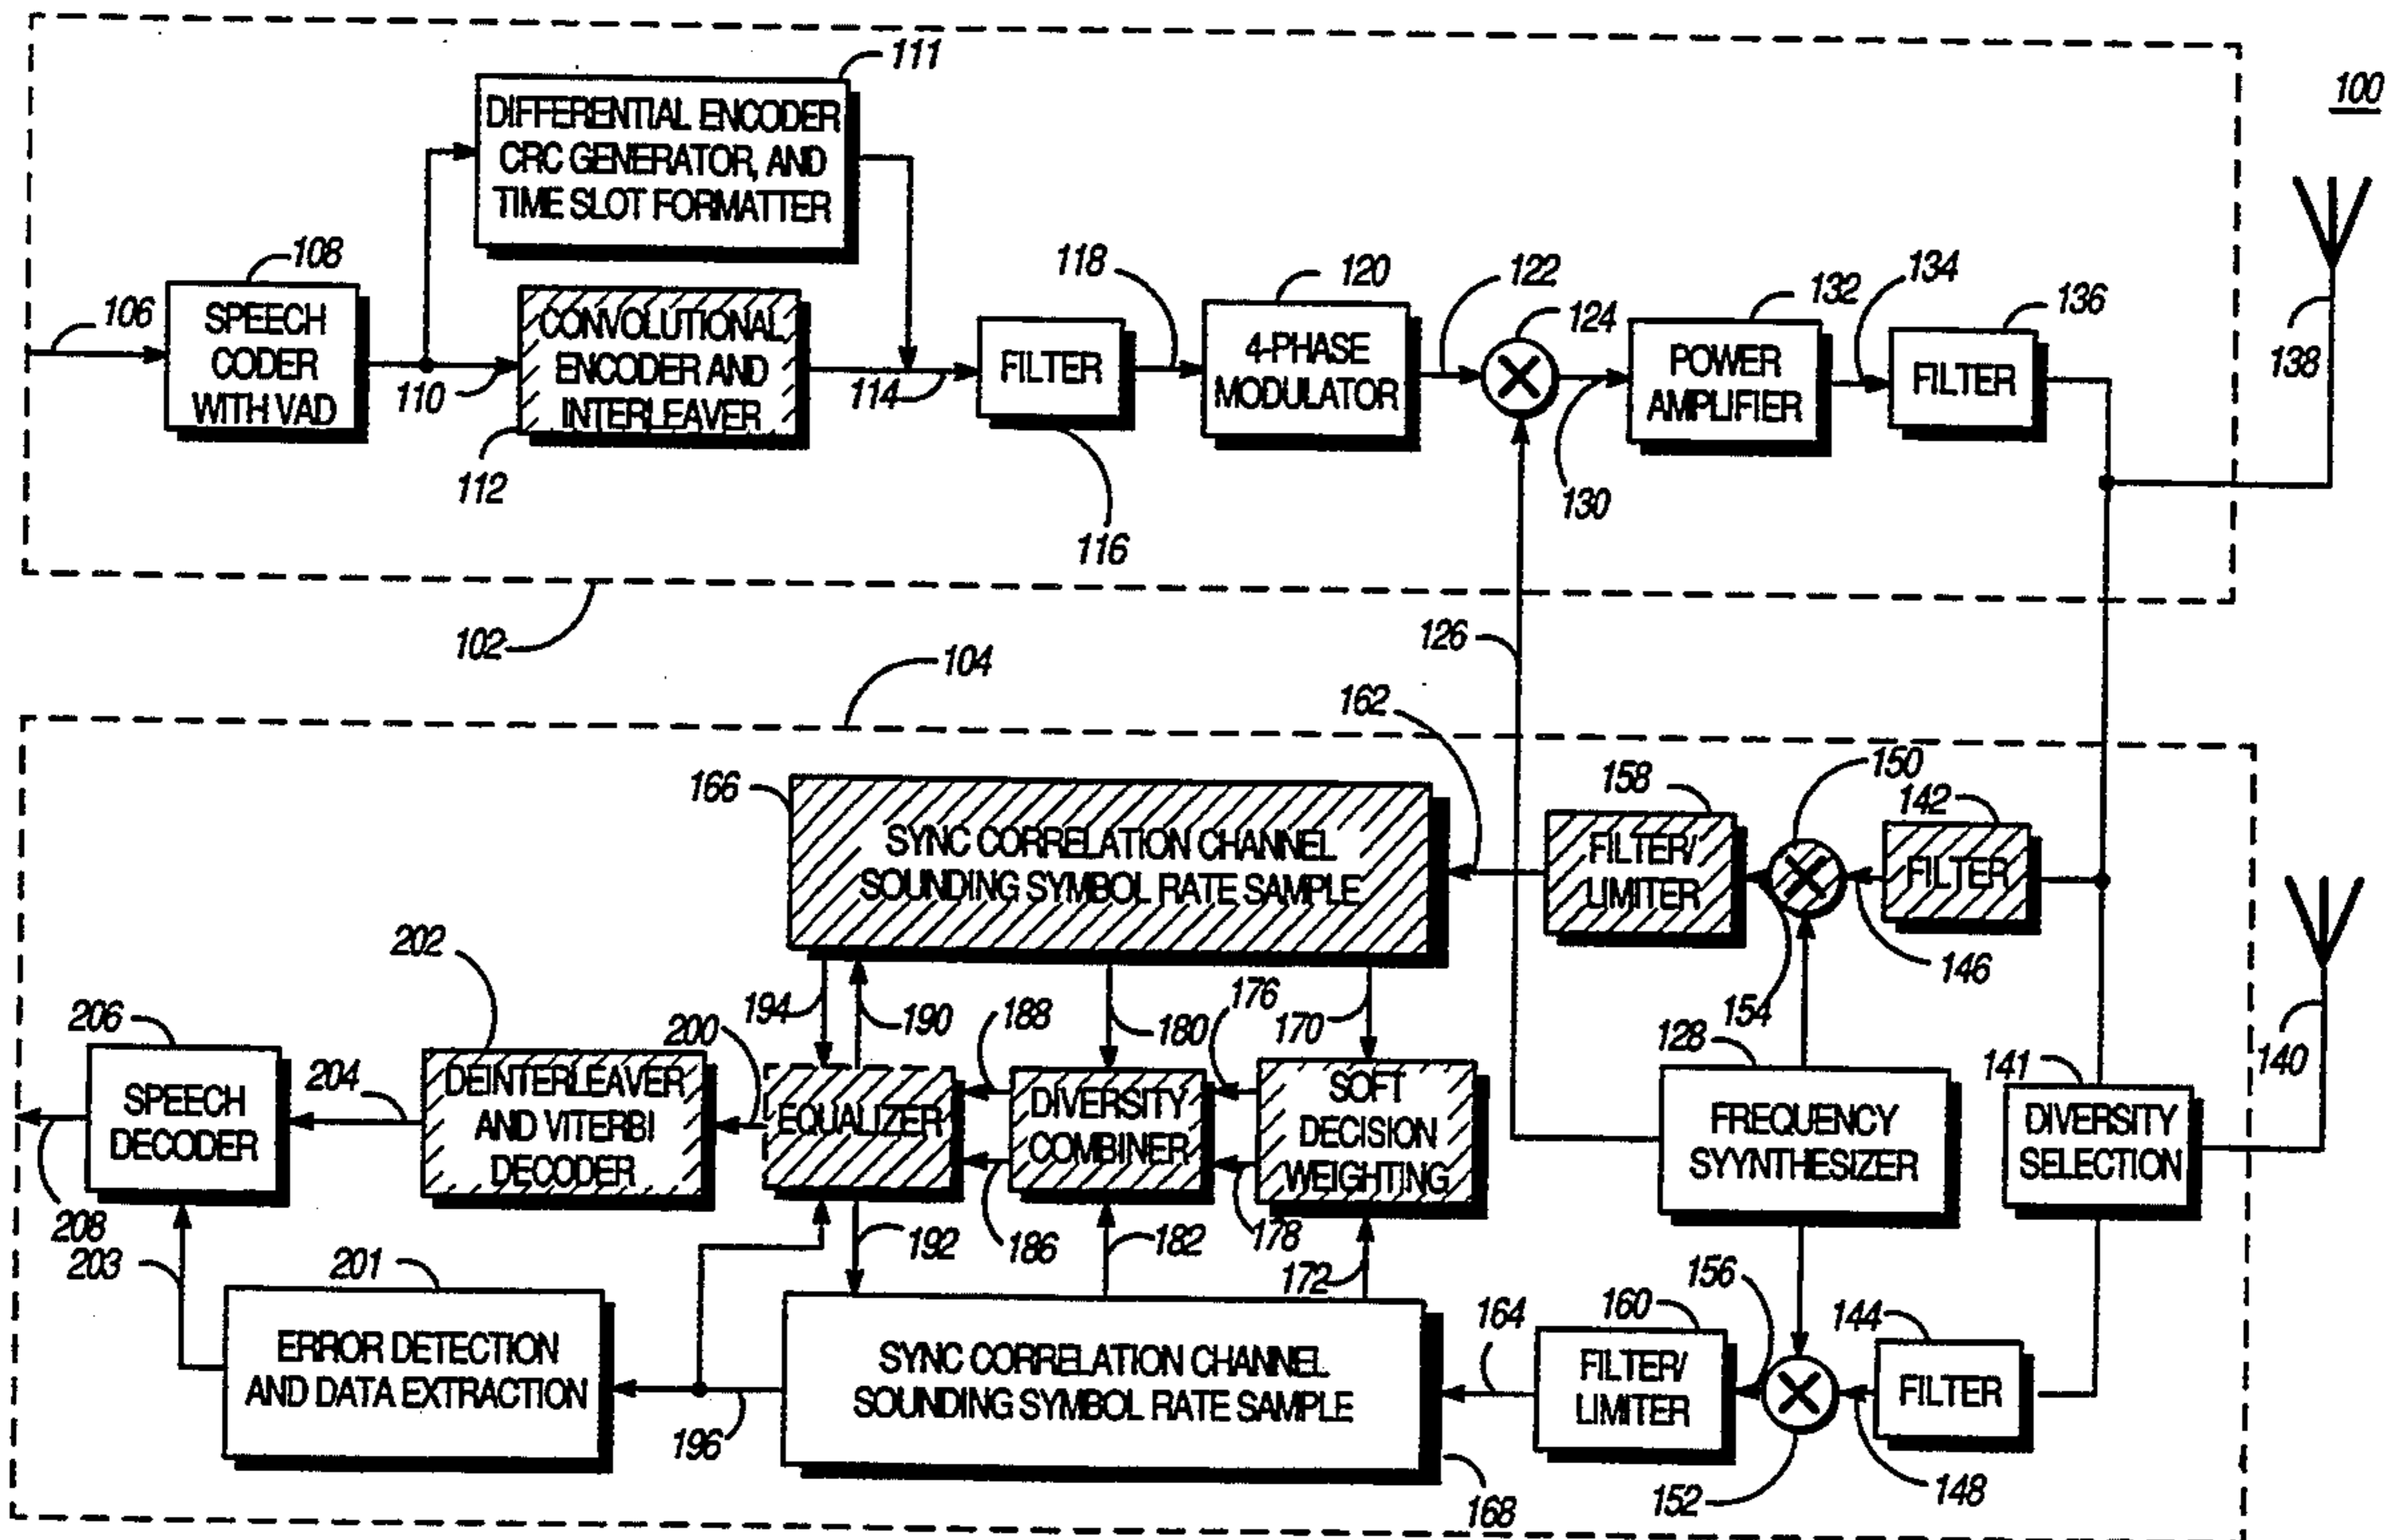 100
111
DIFFERENTIAL ENCODER
CRC GENERATOR, AND
TIME SLOT FORMATTER
108
106
SPEECH
CODER
WITH VAD
110
CONVOLUTIONAL
ENCODER AND
INTERLEAVER
112
114
FILTER
116
118
120
4-PHASE
MODULATOR
122
124
130
132
POWER
AMPLIFIER
134
136
FILTER
138
102
104
126
162
166
SYNC CORRELATION CHANNEL
SOUNDING SYMBOL RATE SAMPLE
158
FILTER/
LIMITER
150
142
FILTER
154
146
140
202
206
SPEECH
DECODER
204
DEINTERLEAVER
AND VITERBI
DECODER
200
194
190
EQUALIZER
188
180
DIVERSITY
COMBINER
176
170
SOFT
DECISION
WEIGHTING
128
FREQUENCY
SYYNTHESIZER
141
DIVERSITY
SELECTION
208
203
192
186
182
178
172
201
ERROR DETECTION
AND DATA EXTRACTION
196
SYNC CORRELATION CHANNEL
SOUNDING SYMBOL RATE SAMPLE
168
164
160
FILTER/
LIMITER
156
152
144
FILTER
148